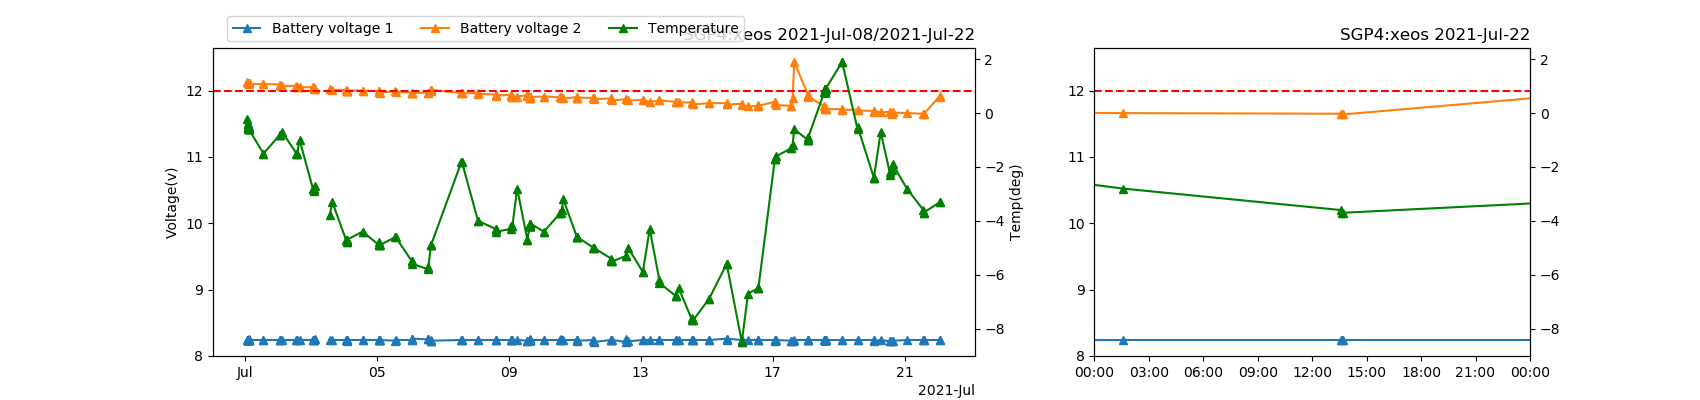 Battery voltage 1 Battery voltage 2 Temperature
SGP4:xeos 2021-Jul-08/2021-Jul-22
Voltage(v)
12
11
10
9
8
Jul 05 09 13 17 21
2021-Jul
2
0
−2
−4
−6
−8
Temp(deg)
SGP4:xeos 2021-Jul-22
12
11
10
9
8
00:00 03:00 06:00 09:00 12:00 15:00 18:00 21:00 00:00
2
0
−2
−4
−6
−8